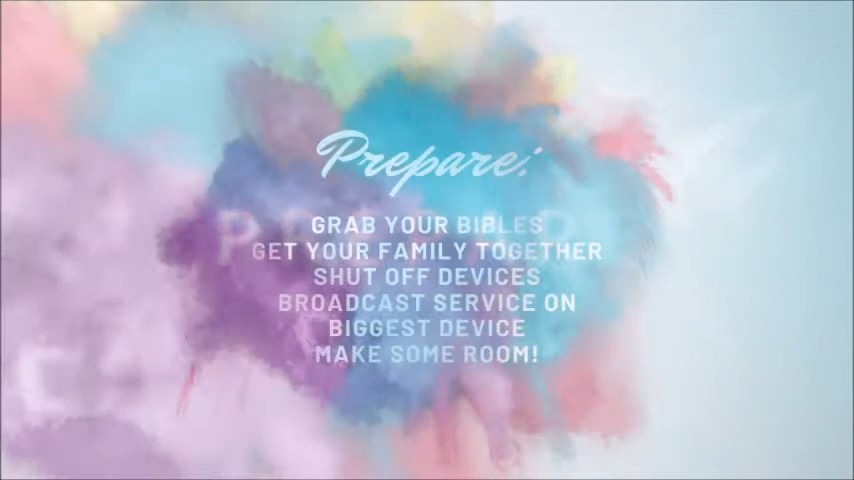 Prepare:
GRAB YOUR BIBLES
GET YOUR FAMILY TOGETHER
SHUT OFF DEVICES
BROADCAST SERVICE ON
BIGGEST DEVICE
MAKE SOME ROOM!